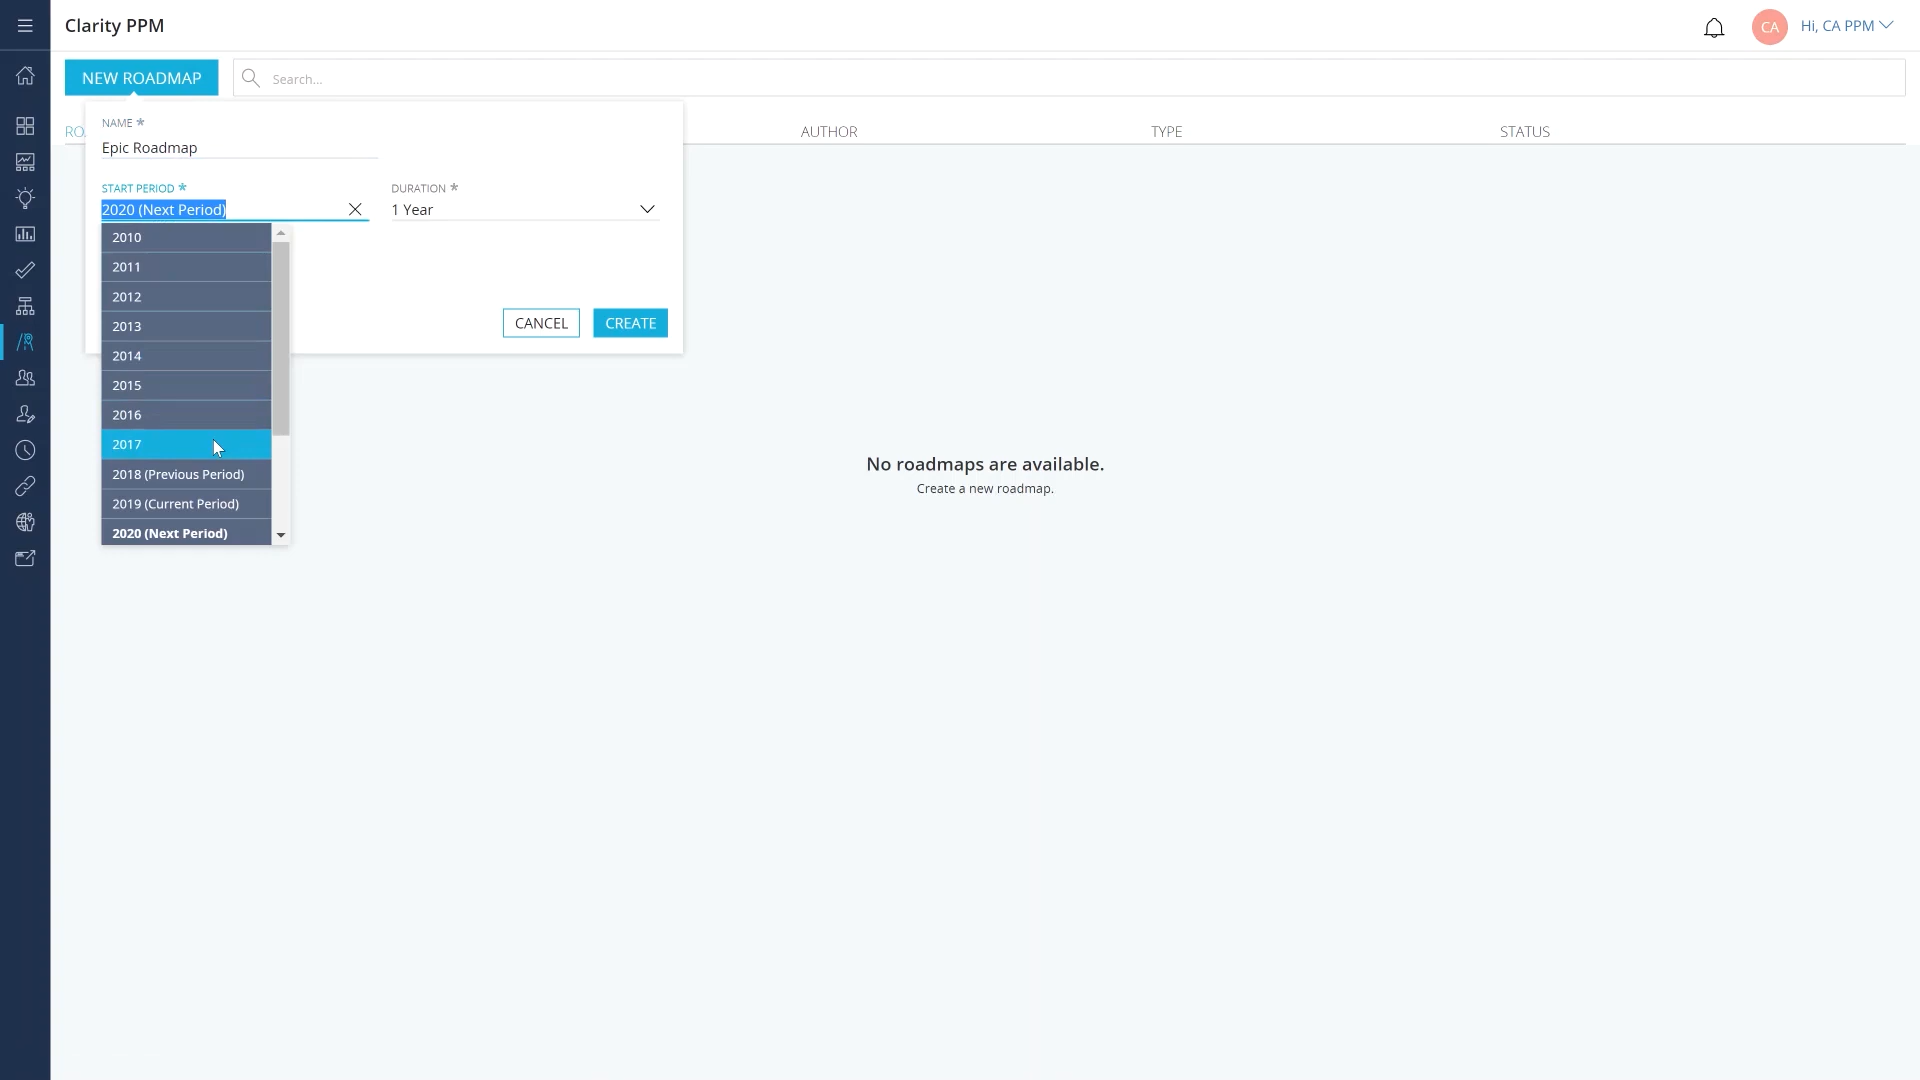 Clarity PPM
CA
Hi, CA PPM
NEW ROADMAP
Search...
RO
AUTHOR
TYPE
STATUS
NAME *
Epic Roadmap
START PERIOD *
DURATION *
2020 (Next Period)
1 Year
2010
2011
2012
2013
2014
2015
2016
2017
2018 (Previous Period)
2019 (Current Period)
2020 (Next Period)
CANCEL
CREATE
No roadmaps are available.
Create a new roadmap.